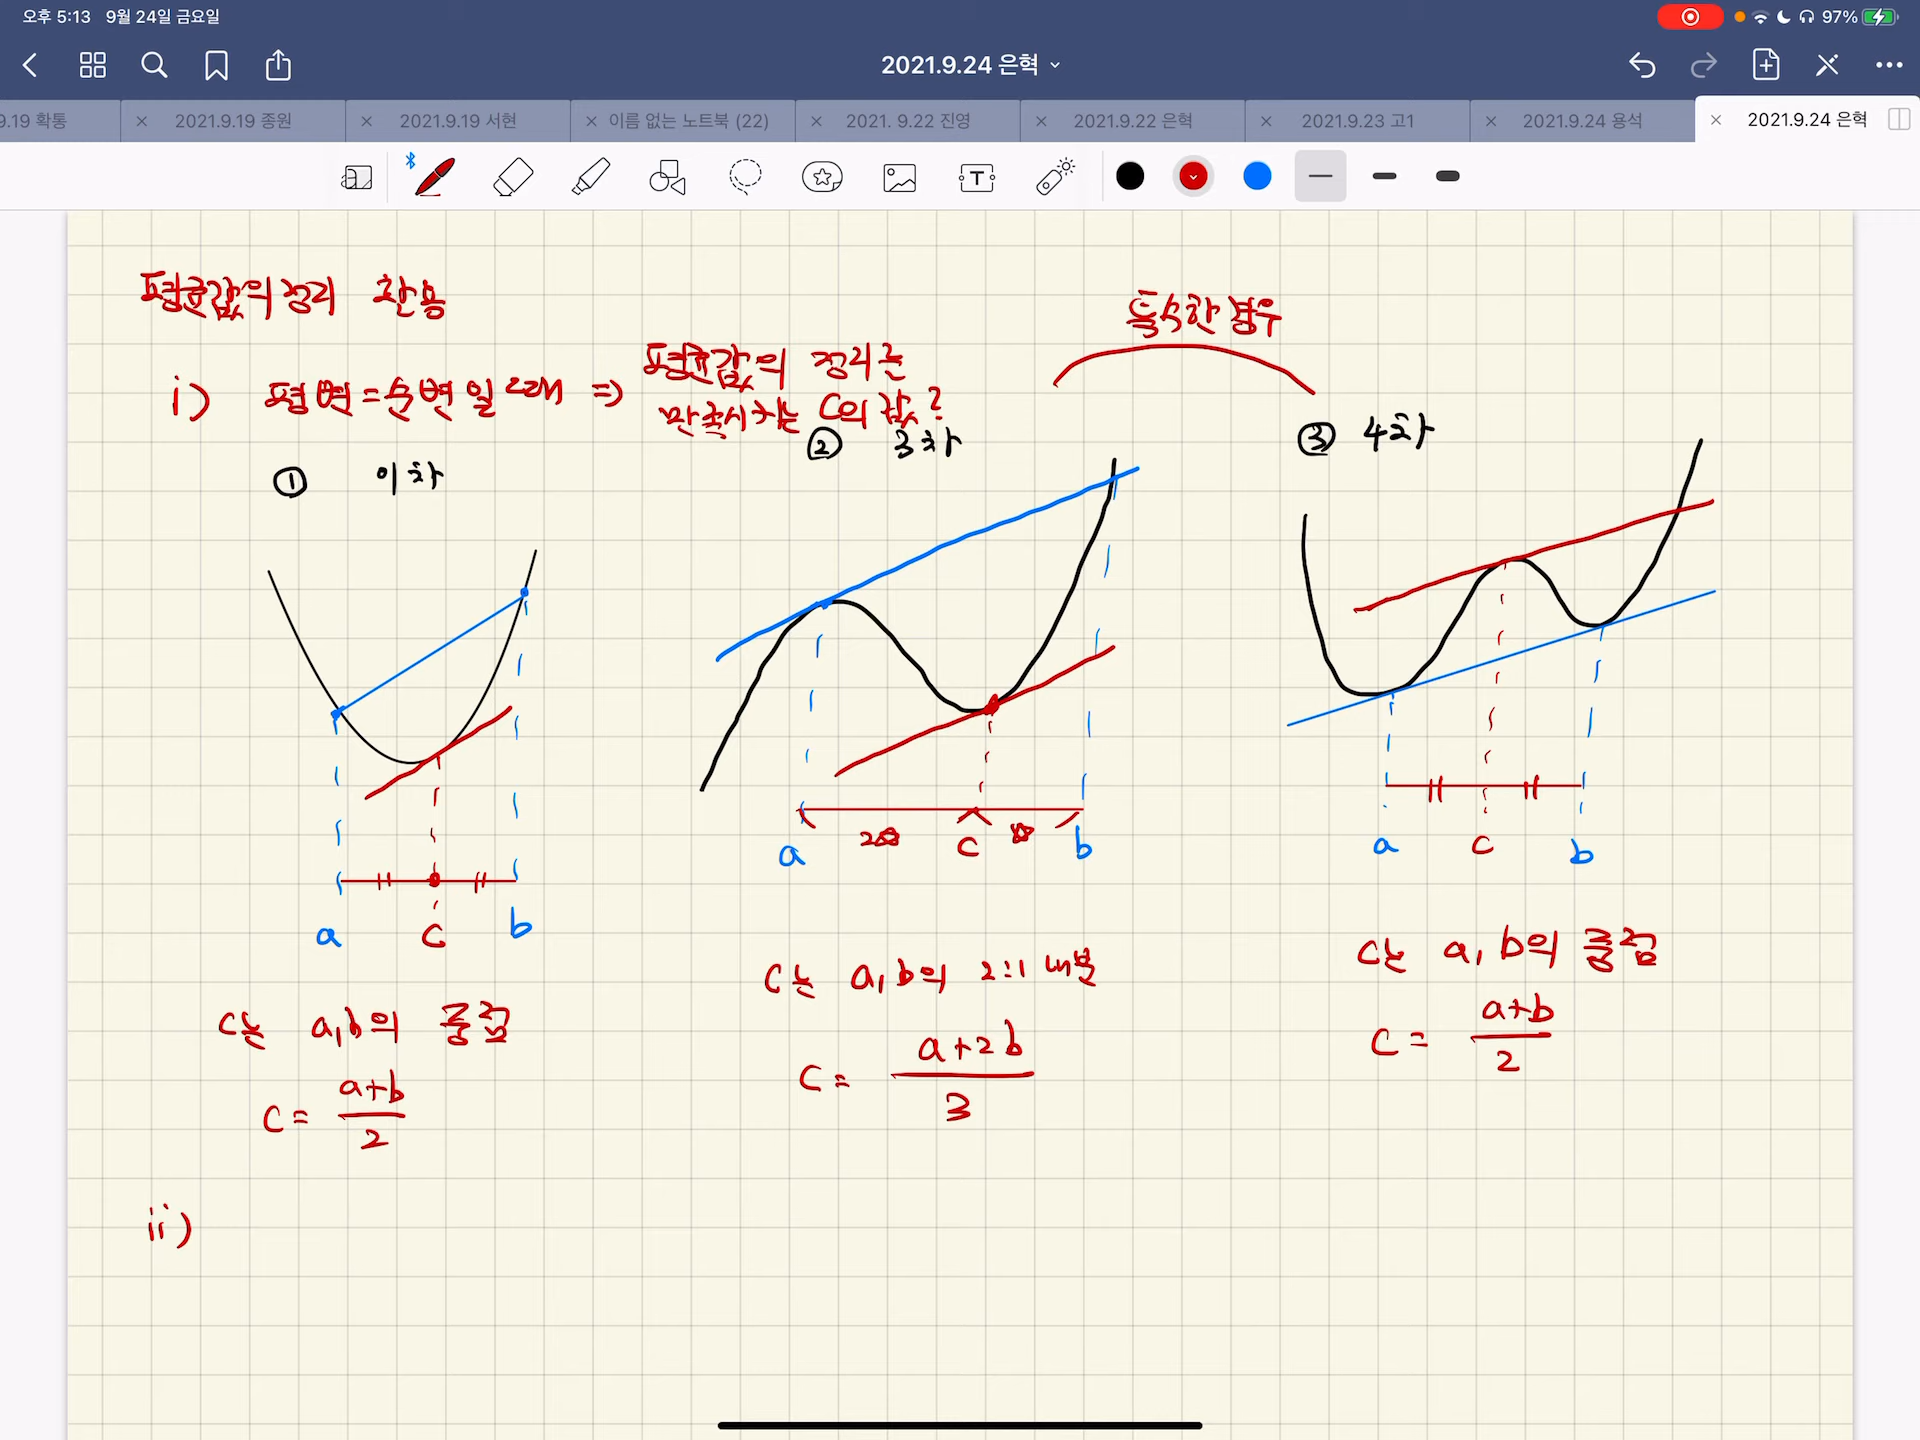 오후 5:13 9월 24일 금요일
97%
2021.9.24 은혁
9.19 확통
2021.9.19 종원
2021.9.19 서현
이름 없는 노트북 (22)
2021. 9.22 진영
2021.9.22 은혁
2021.9.23 고1
2021.9.24 용석
2021.9.24 은혁
T
평균값의 정리 활용
특수한 경우
i) 평변=순변일 때 ⇒ 평균값의 정리를
만족시키는 C의 값?
① 이차
② 3차
③ 4차
a c b
a 2☆ c ☆ b
a c b
c는 a,b의 중점
c = a+b / 2
c는 a,b의 2:1 내분
c = a+2b / 3
c는 a,b의 중점
c = a+b / 2
ii)